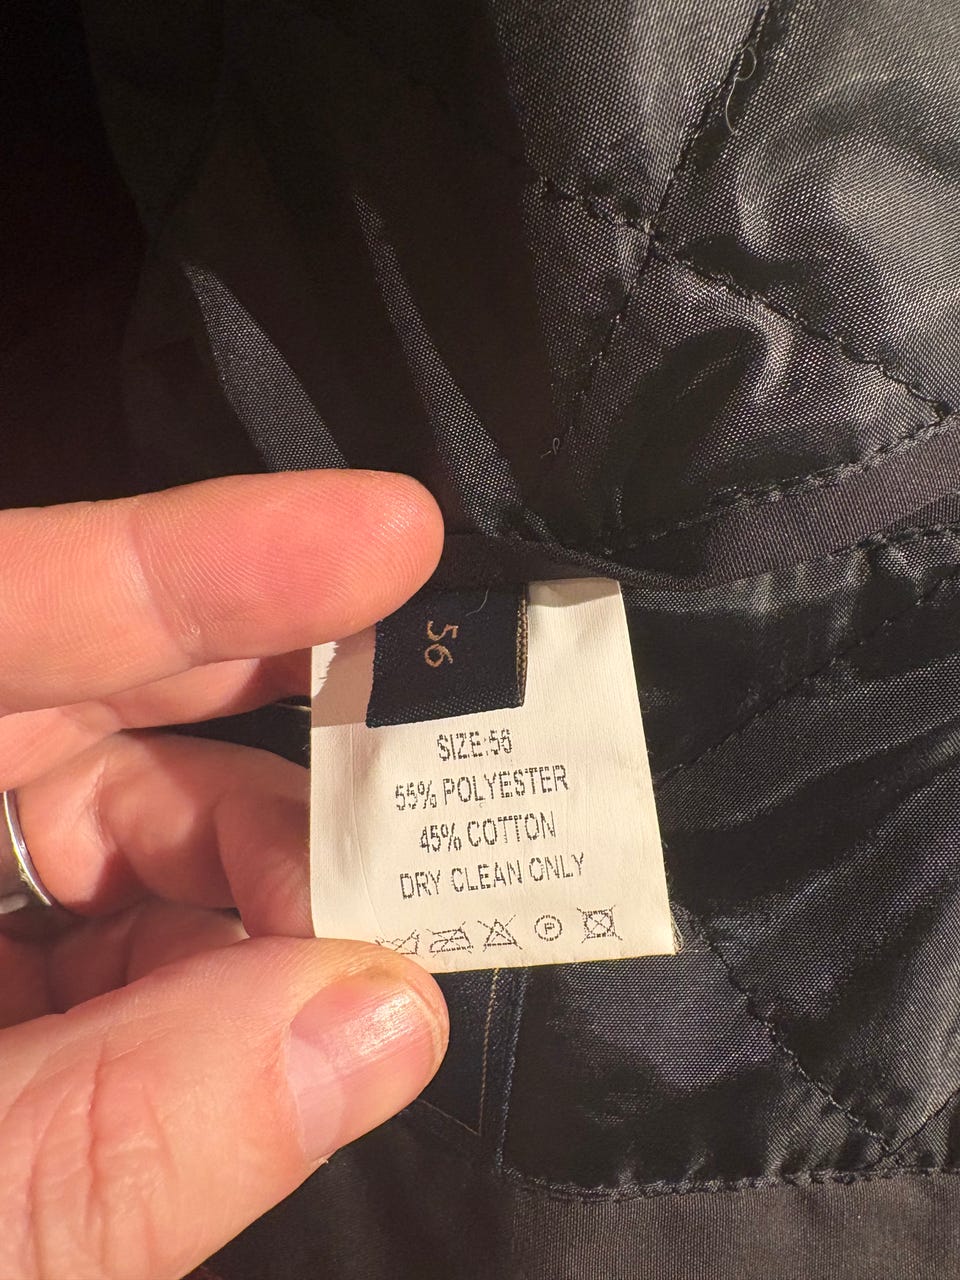 56
SIZE:56
55% POLYESTER
45% COTTON
DRY CLEAN ONLY
P